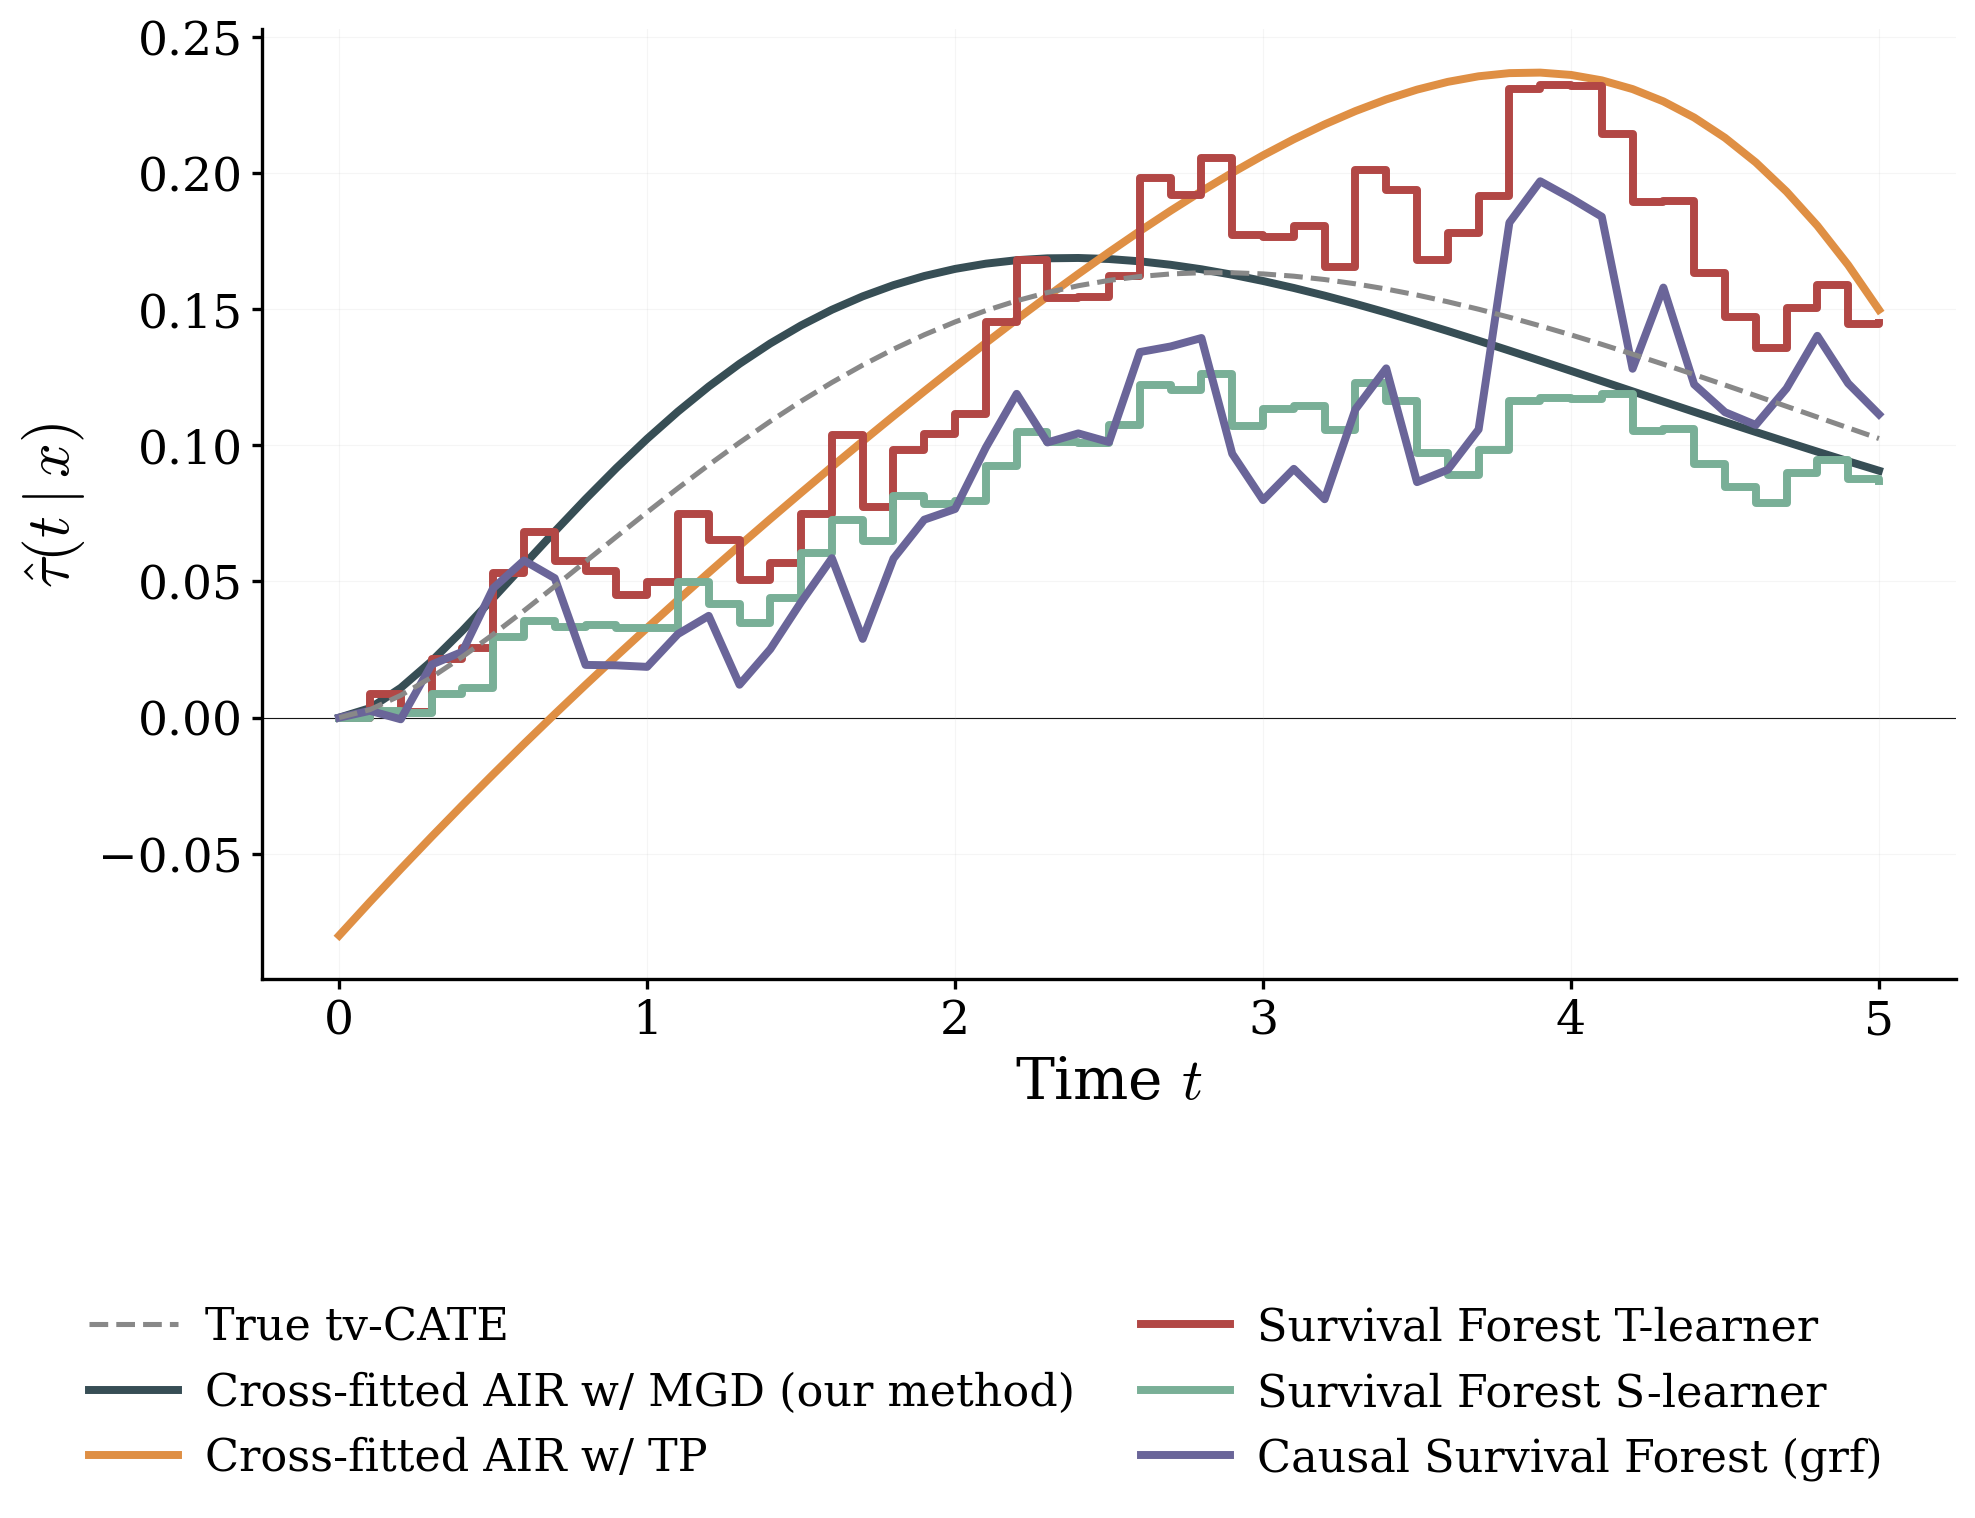 0.25
0.20
0.15
0.10
0.05
0.00
−0.05
τ̂(t | x)
0 1 2 3 4 5
Time t
True tv-CATE
Cross-fitted AIR w/ MGD (our method)
Cross-fitted AIR w/ TP
Survival Forest T-learner
Survival Forest S-learner
Causal Survival Forest (grf)